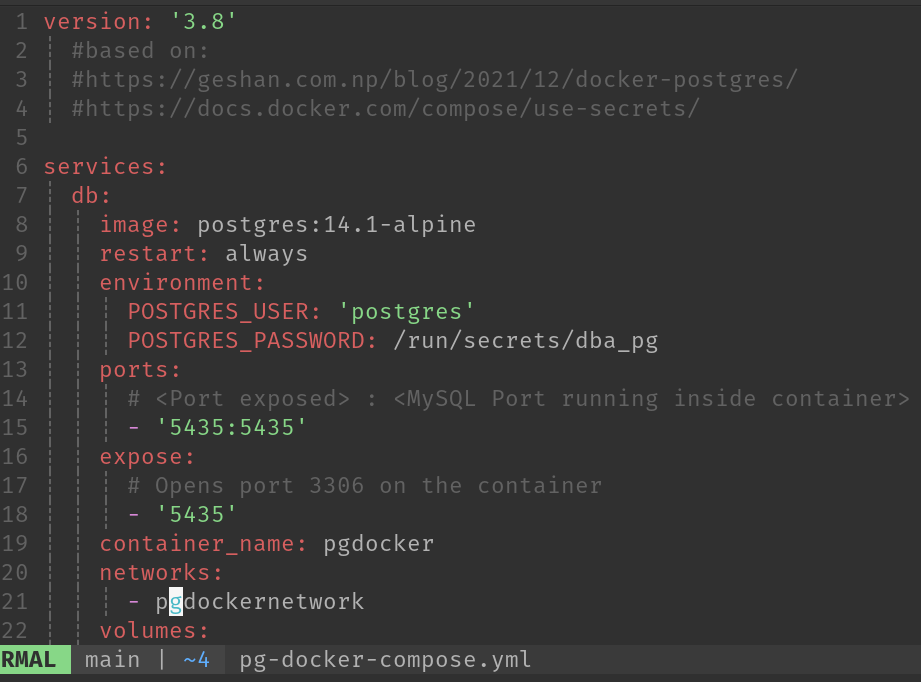 1 version: '3.8'
2 #based on:
3 #https://geshan.com.np/blog/2021/12/docker-postgres/
4 #https://docs.docker.com/compose/use-secrets/
5
6 services:
7 db:
8 image: postgres:14.1-alpine
9 restart: always
10 environment:
11 POSTGRES_USER: 'postgres'
12 POSTGRES_PASSWORD: /run/secrets/dba_pg
13 ports:
14 # <Port exposed> : <MySQL Port running inside container>
15 - '5435:5435'
16 expose:
17 # Opens port 3306 on the container
18 - '5435'
19 container_name: pgdocker
20 networks:
21 - pgdockernetwork
22 volumes:
RMAL main | ~4 pg-docker-compose.yml